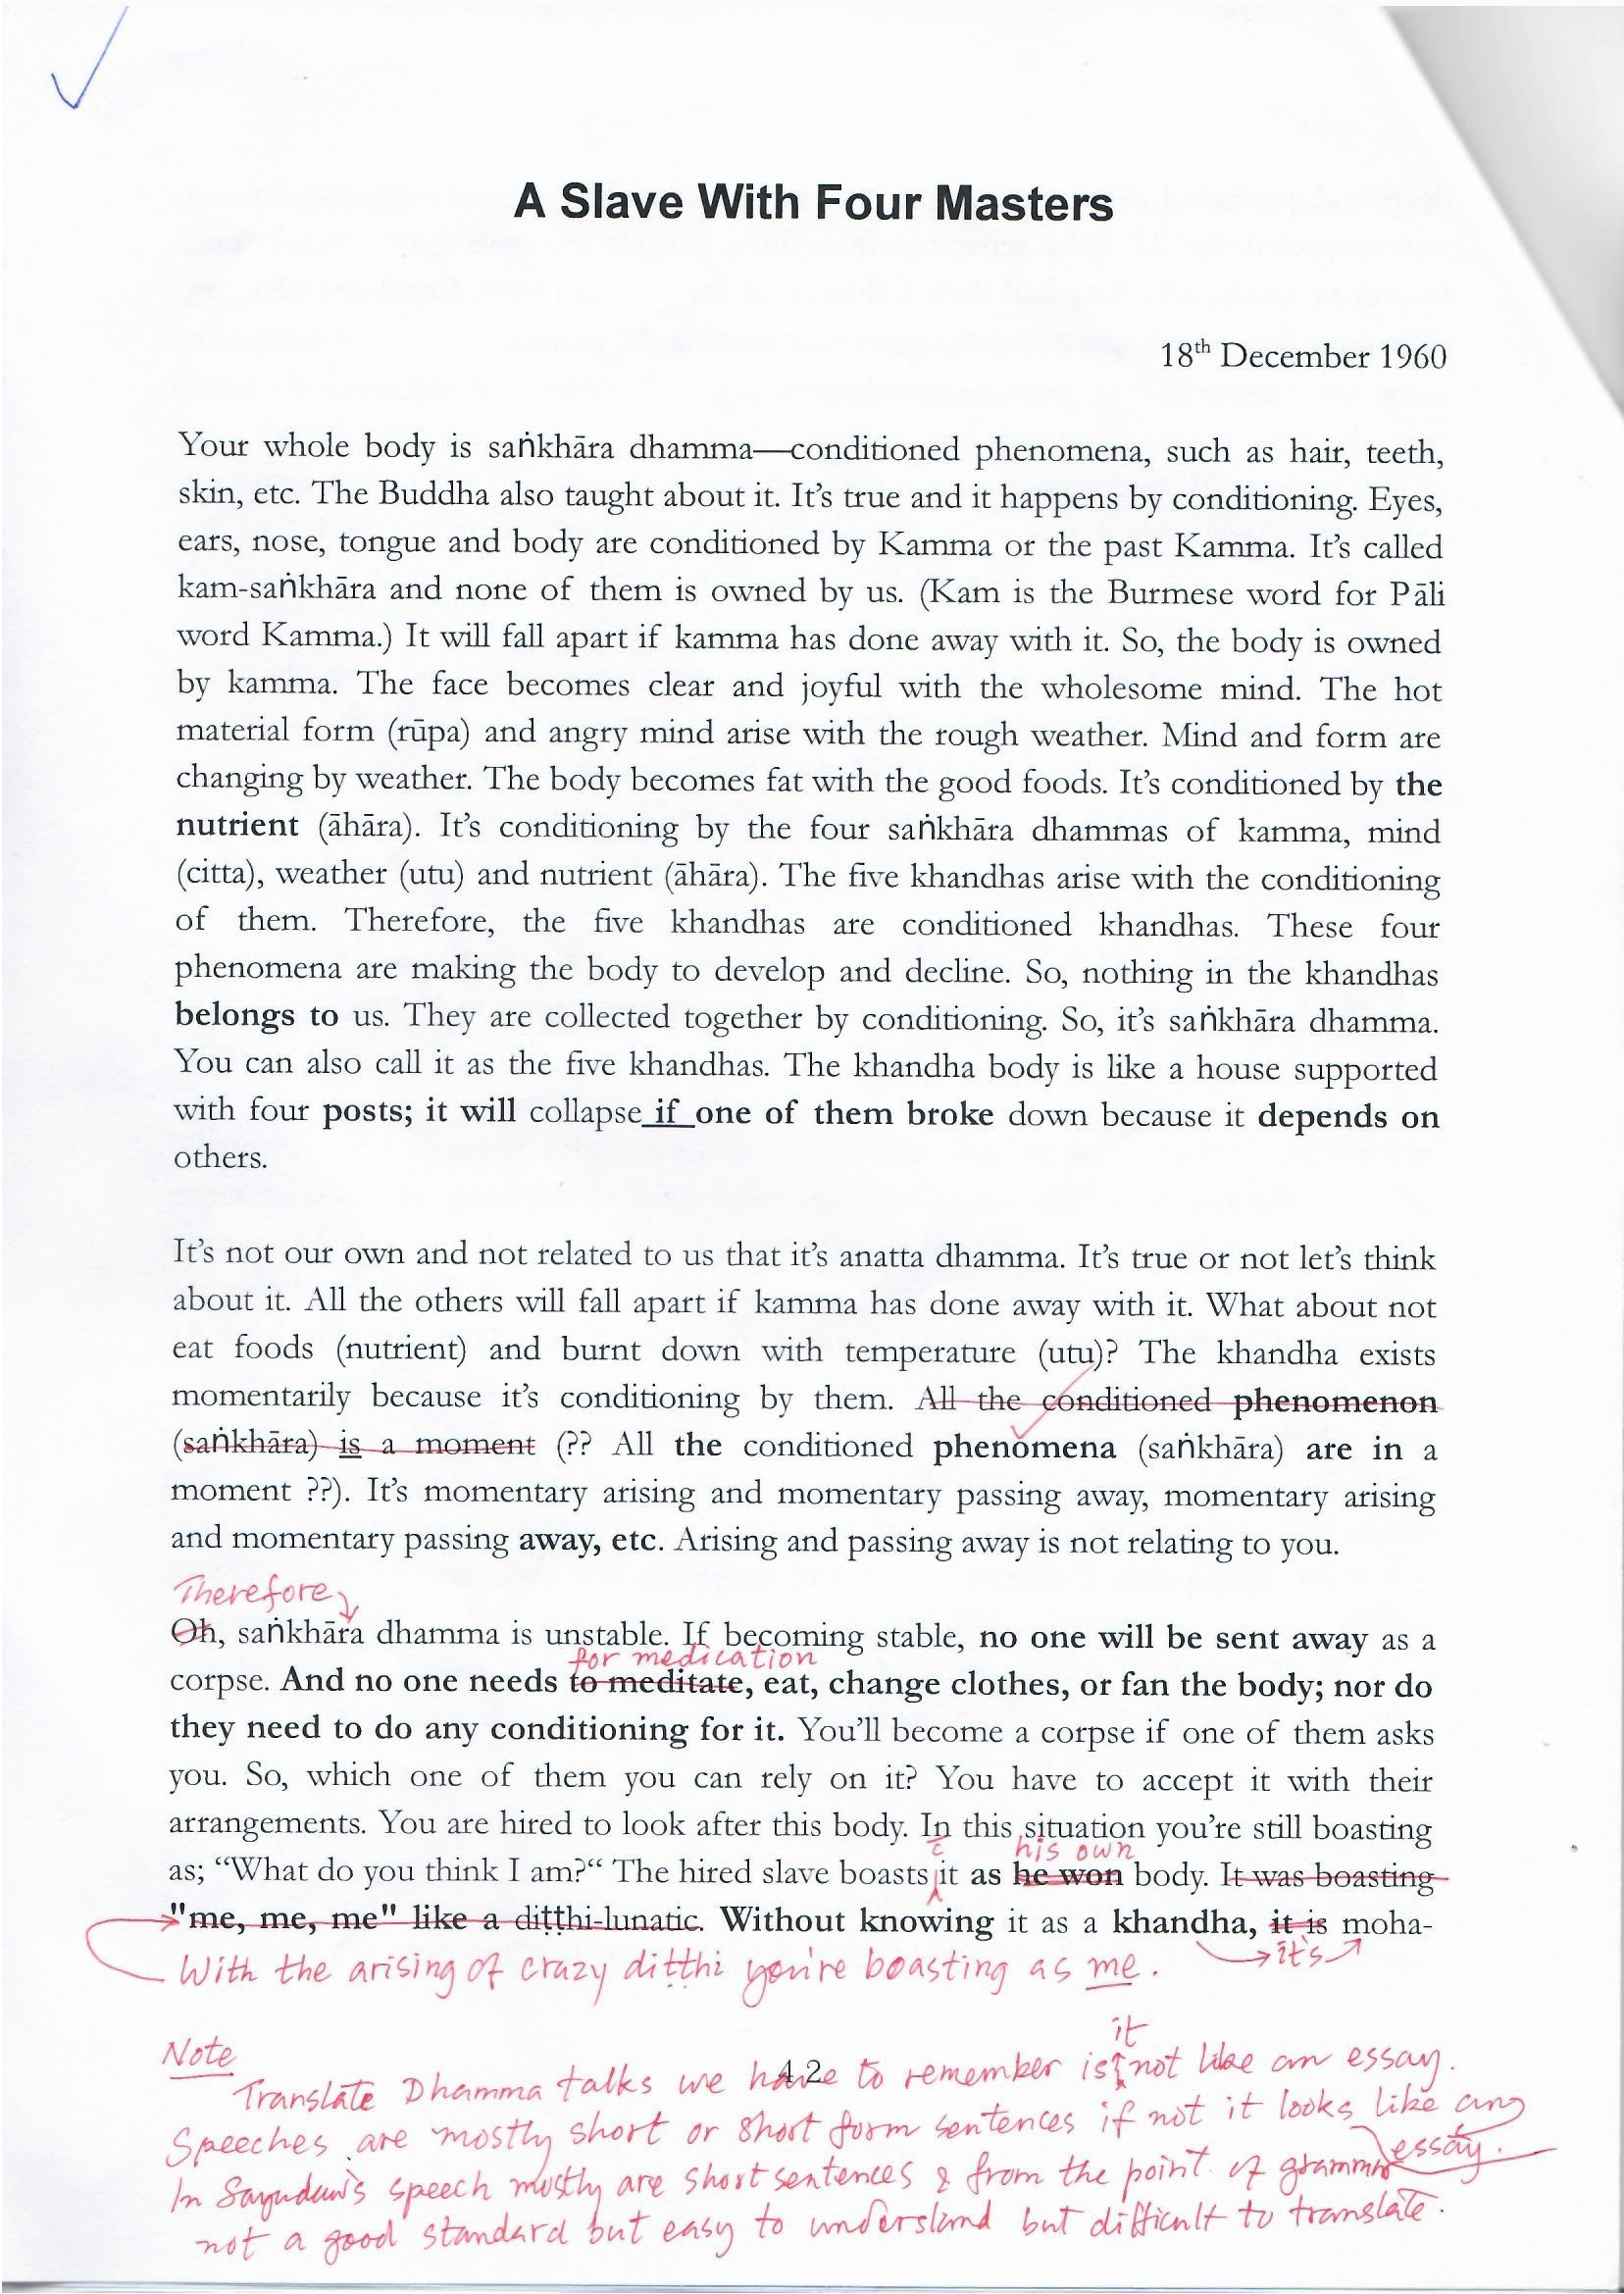 A Slave With Four Masters
18th December 1960
Your whole body is saṅkhāra dhamma—conditioned phenomena, such as hair, teeth,
skin, etc. The Buddha also taught about it. It’s true and it happens by conditioning. Eyes,
ears, nose, tongue and body are conditioned by Kamma or the past Kamma. It’s called
kam-saṅkhāra and none of them is owned by us. (Kam is the Burmese word for Pāli
word Kamma.) It will fall apart if kamma has done away with it. So, the body is owned
by kamma. The face becomes clear and joyful with the wholesome mind. The hot
material form (rūpa) and angry mind arise with the rough weather. Mind and form are
changing by weather. The body becomes fat with the good foods. It’s conditioned by the
nutrient (āhāra). It’s conditioning by the four saṅkhāra dhammas of kamma, mind
(citta), weather (utu) and nutrient (āhāra). The five khandhas arise with the conditioning
of them. Therefore, the five khandhas are conditioned khandhas. These four
phenomena are making the body to develop and decline. So, nothing in the khandhas
belongs to us. They are collected together by conditioning. So, it’s saṅkhāra dhamma.
You can also call it as the five khandhas. The khandha body is like a house supported
with four posts; it will collapse if one of them broke down because it depends on
others.
It’s not our own and not related to us that it’s anatta dhamma. It’s true or not let’s think
about it. All the others will fall apart if kamma has done away with it. What about not
eat foods (nutrient) and burnt down with temperature (utu)? The khandha exists
momentarily because it’s conditioning by them. All the conditioned phenomenon
(saṅkhāra) is a moment (?? All the conditioned phenomena (saṅkhāra) are in a
moment ??). It’s momentary arising and momentary passing away, momentary arising
and momentary passing away, etc. Arising and passing away is not relating to you.
Therefore
Oh, saṅkhāra dhamma is unstable. If becoming stable, no one will be sent away as a
for medication
corpse. And no one needs to meditate, eat, change clothes, or fan the body; nor do
they need to do any conditioning for it. You’ll become a corpse if one of them asks
you. So, which one of them you can rely on it? You have to accept it with their
arrangements. You are hired to look after this body. In this situation you’re still boasting
his own
as; “What do you think I am?“ The hired slave boasts it as he won body. It was boasting
"me, me, me" like a diṭṭhi-lunatic. Without knowing it as a khandha, it is moha-
it's
With the arising of crazy diṭṭhi you're boasting as me.
Note
it
Translate Dhamma talks we have to remember is not like an essay.
42
Speeches are mostly short or short form sentences if not it looks like an
essay.
In Sayadaw's speech mostly are short sentences & from the point of grammar
not a good standard but easy to understand but difficult to translate.